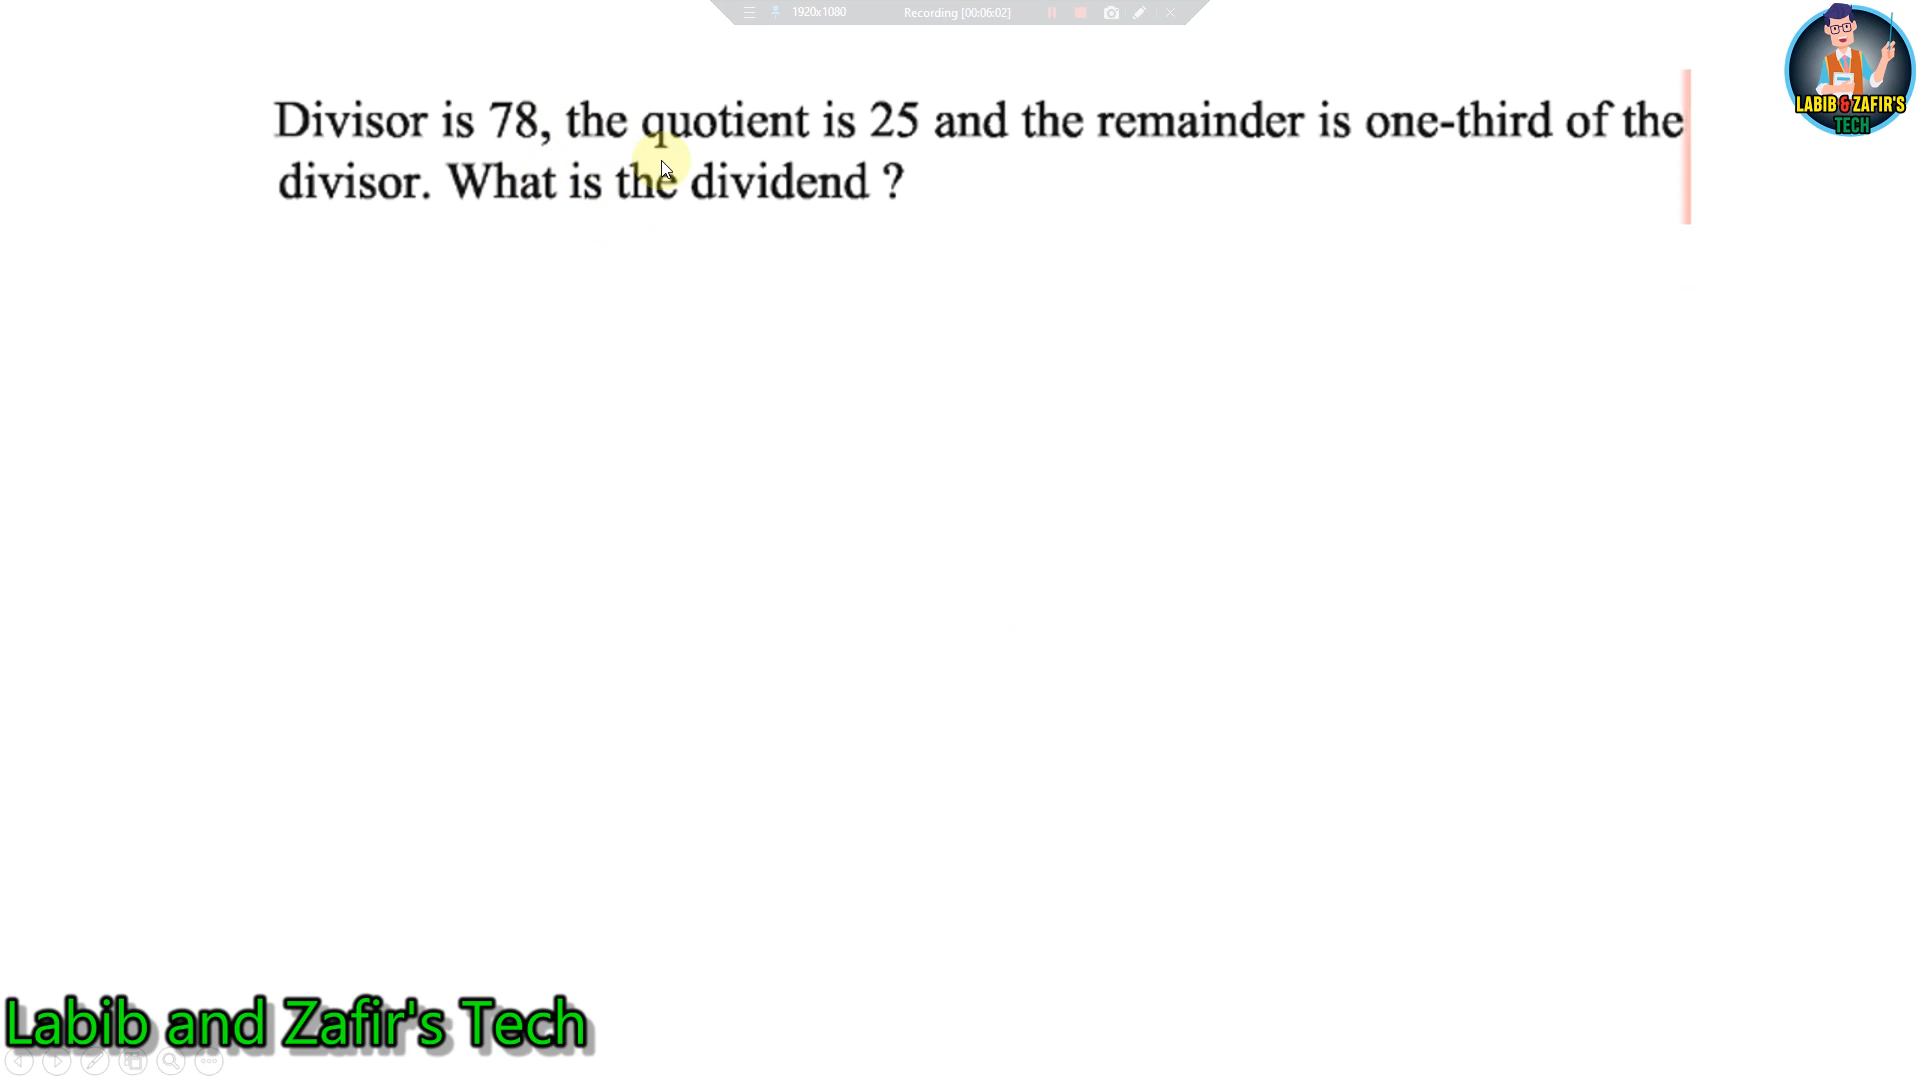 1920x1080 Recording [00:06:02]
Divisor is 78, the quotient is 25 and the remainder is one-third of the
divisor. What is the dividend ?
LABIB & ZAFIR'S
TECH
Labib and Zafir's Tech